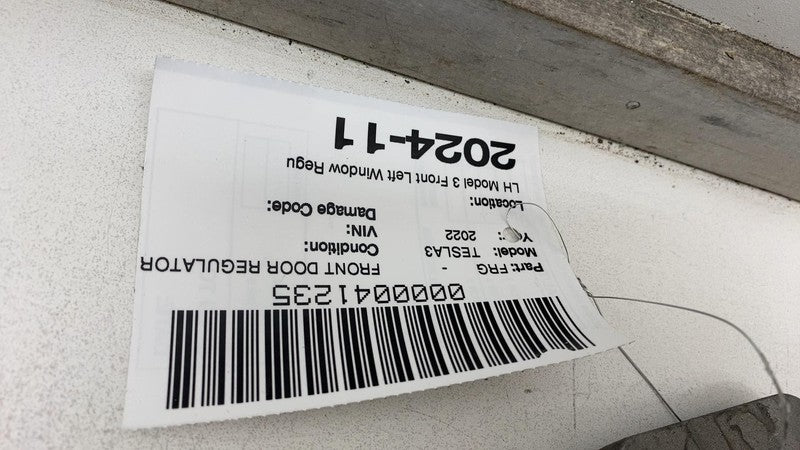 0000041235
Part: FRG - FRONT DOOR REGULATOR
Model: TESLA3 Condition:
Y r: 2022 VIN:
Location: Damage Code:
LH Model 3 Front Left Window Regu
2024-11